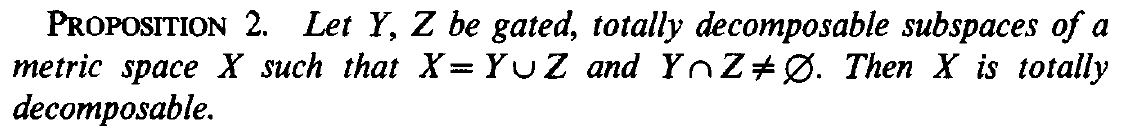 PROPOSITION 2. Let Y, Z be gated, totally decomposable subspaces of a
metric space X such that X = Y ∪ Z and Y ∩ Z ≠ ∅. Then X is totally
decomposable.